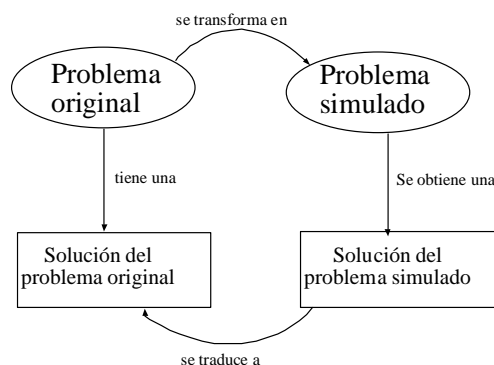 se transforma en
Problema
original
Problema
simulado
tiene una
Se obtiene una
Solución del
problema original
Solución del
problema simulado
se traduce a